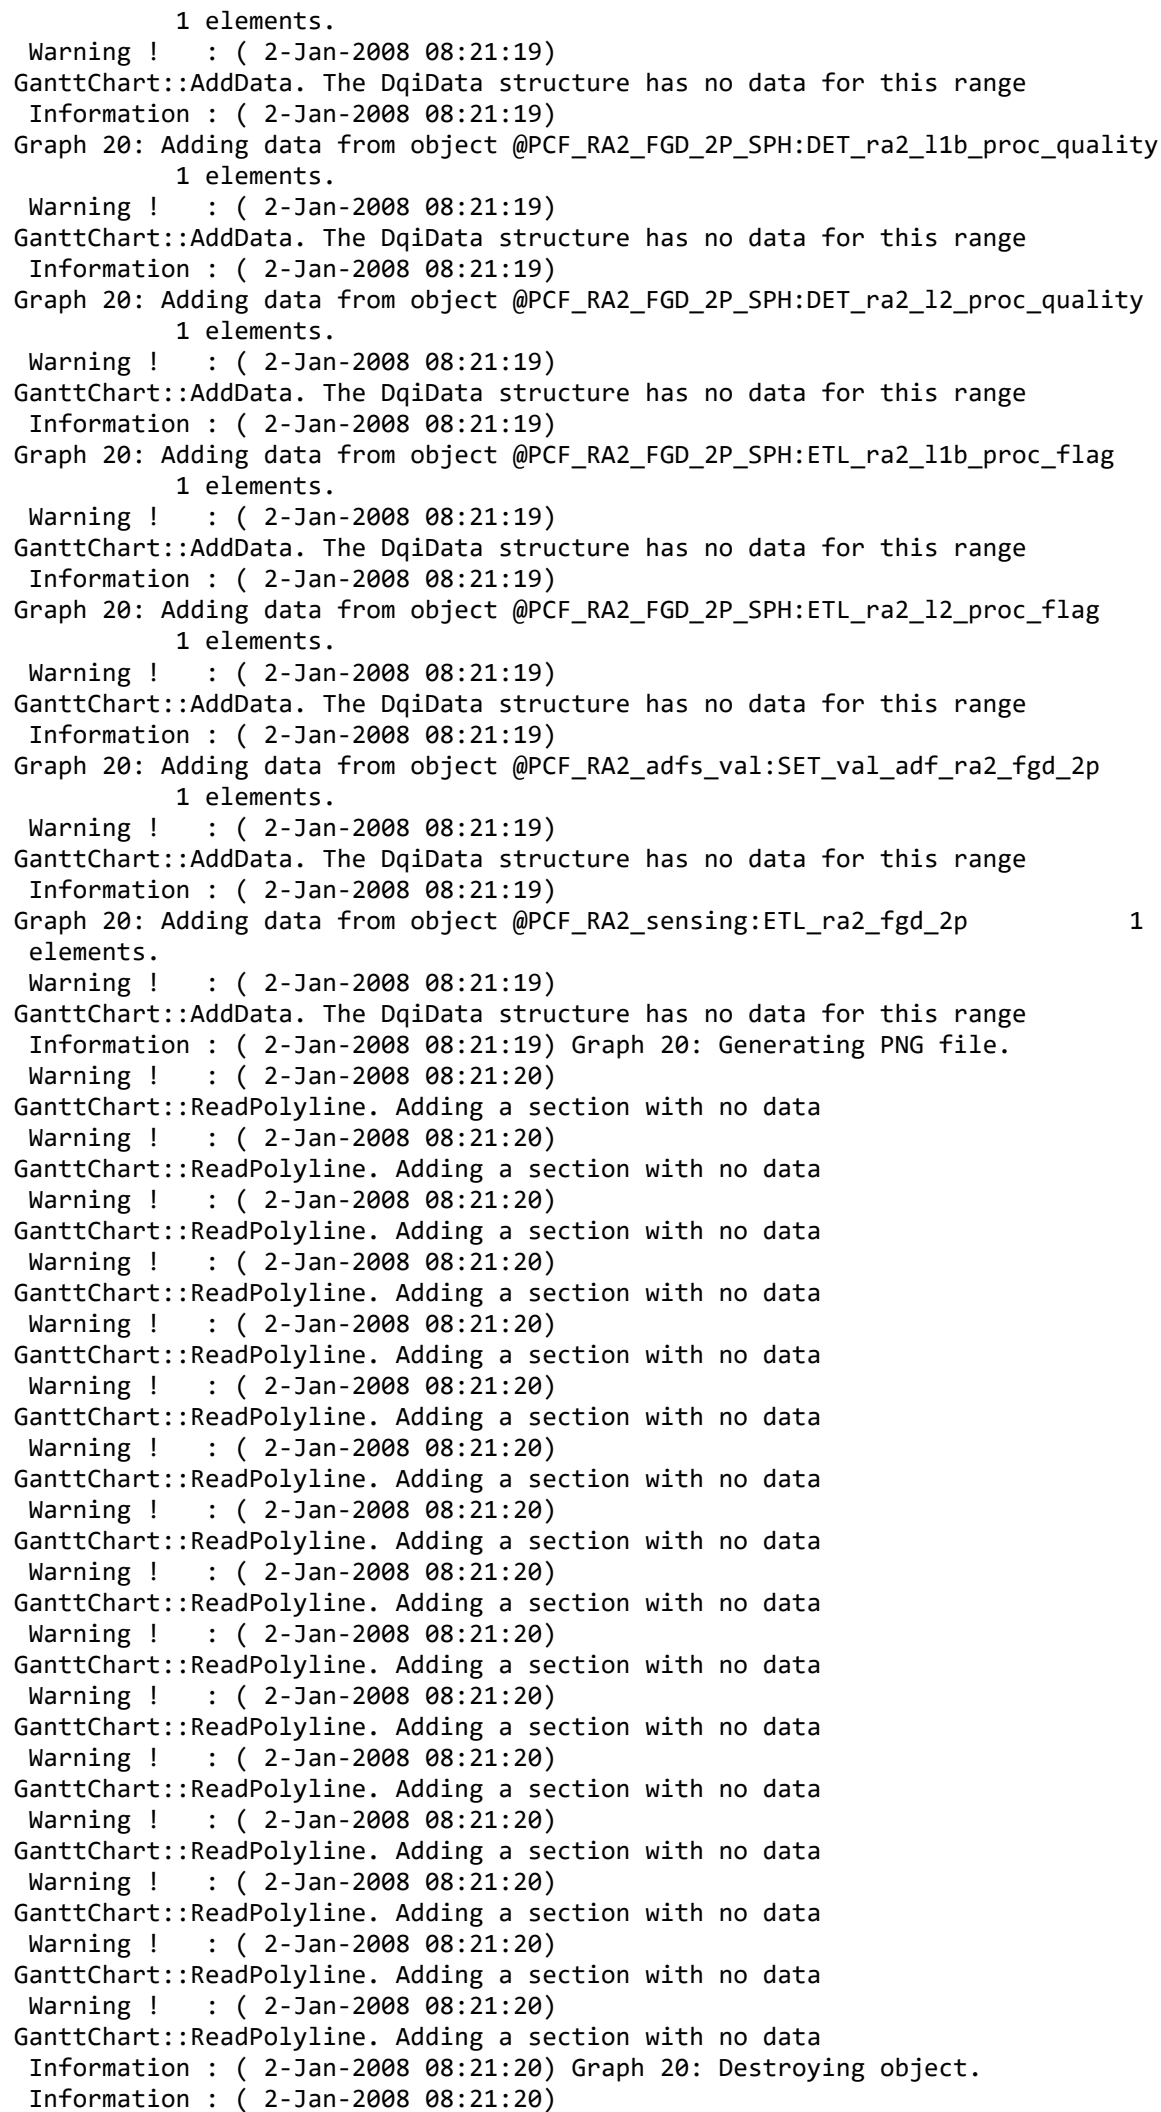 1 elements.
Warning !   : ( 2-Jan-2008 08:21:19)
GanttChart::AddData. The DqiData structure has no data for this range
Information : ( 2-Jan-2008 08:21:19)
Graph 20: Adding data from object @PCF_RA2_FGD_2P_SPH:DET_ra2_l1b_proc_quality
1 elements.
Warning !   : ( 2-Jan-2008 08:21:19)
GanttChart::AddData. The DqiData structure has no data for this range
Information : ( 2-Jan-2008 08:21:19)
Graph 20: Adding data from object @PCF_RA2_FGD_2P_SPH:DET_ra2_l2_proc_quality
1 elements.
Warning !   : ( 2-Jan-2008 08:21:19)
GanttChart::AddData. The DqiData structure has no data for this range
Information : ( 2-Jan-2008 08:21:19)
Graph 20: Adding data from object @PCF_RA2_FGD_2P_SPH:ETL_ra2_l1b_proc_flag
1 elements.
Warning !   : ( 2-Jan-2008 08:21:19)
GanttChart::AddData. The DqiData structure has no data for this range
Information : ( 2-Jan-2008 08:21:19)
Graph 20: Adding data from object @PCF_RA2_FGD_2P_SPH:ETL_ra2_l2_proc_flag
1 elements.
Warning !   : ( 2-Jan-2008 08:21:19)
GanttChart::AddData. The DqiData structure has no data for this range
Information : ( 2-Jan-2008 08:21:19)
Graph 20: Adding data from object @PCF_RA2_adfs_val:SET_val_adf_ra2_fgd_2p
1 elements.
Warning !   : ( 2-Jan-2008 08:21:19)
GanttChart::AddData. The DqiData structure has no data for this range
Information : ( 2-Jan-2008 08:21:19)
Graph 20: Adding data from object @PCF_RA2_sensing:ETL_ra2_fgd_2p           1
elements.
Warning !   : ( 2-Jan-2008 08:21:19)
GanttChart::AddData. The DqiData structure has no data for this range
Information : ( 2-Jan-2008 08:21:19) Graph 20: Generating PNG file.
Warning !   : ( 2-Jan-2008 08:21:20)
GanttChart::ReadPolyline. Adding a section with no data
Warning !   : ( 2-Jan-2008 08:21:20)
GanttChart::ReadPolyline. Adding a section with no data
Warning !   : ( 2-Jan-2008 08:21:20)
GanttChart::ReadPolyline. Adding a section with no data
Warning !   : ( 2-Jan-2008 08:21:20)
GanttChart::ReadPolyline. Adding a section with no data
Warning !   : ( 2-Jan-2008 08:21:20)
GanttChart::ReadPolyline. Adding a section with no data
Warning !   : ( 2-Jan-2008 08:21:20)
GanttChart::ReadPolyline. Adding a section with no data
Warning !   : ( 2-Jan-2008 08:21:20)
GanttChart::ReadPolyline. Adding a section with no data
Warning !   : ( 2-Jan-2008 08:21:20)
GanttChart::ReadPolyline. Adding a section with no data
Warning !   : ( 2-Jan-2008 08:21:20)
GanttChart::ReadPolyline. Adding a section with no data
Warning !   : ( 2-Jan-2008 08:21:20)
GanttChart::ReadPolyline. Adding a section with no data
Warning !   : ( 2-Jan-2008 08:21:20)
GanttChart::ReadPolyline. Adding a section with no data
Warning !   : ( 2-Jan-2008 08:21:20)
GanttChart::ReadPolyline. Adding a section with no data
Warning !   : ( 2-Jan-2008 08:21:20)
GanttChart::ReadPolyline. Adding a section with no data
Warning !   : ( 2-Jan-2008 08:21:20)
GanttChart::ReadPolyline. Adding a section with no data
Warning !   : ( 2-Jan-2008 08:21:20)
GanttChart::ReadPolyline. Adding a section with no data
Warning !   : ( 2-Jan-2008 08:21:20)
GanttChart::ReadPolyline. Adding a section with no data
Information : ( 2-Jan-2008 08:21:20) Graph 20: Destroying object.
Information : ( 2-Jan-2008 08:21:20)